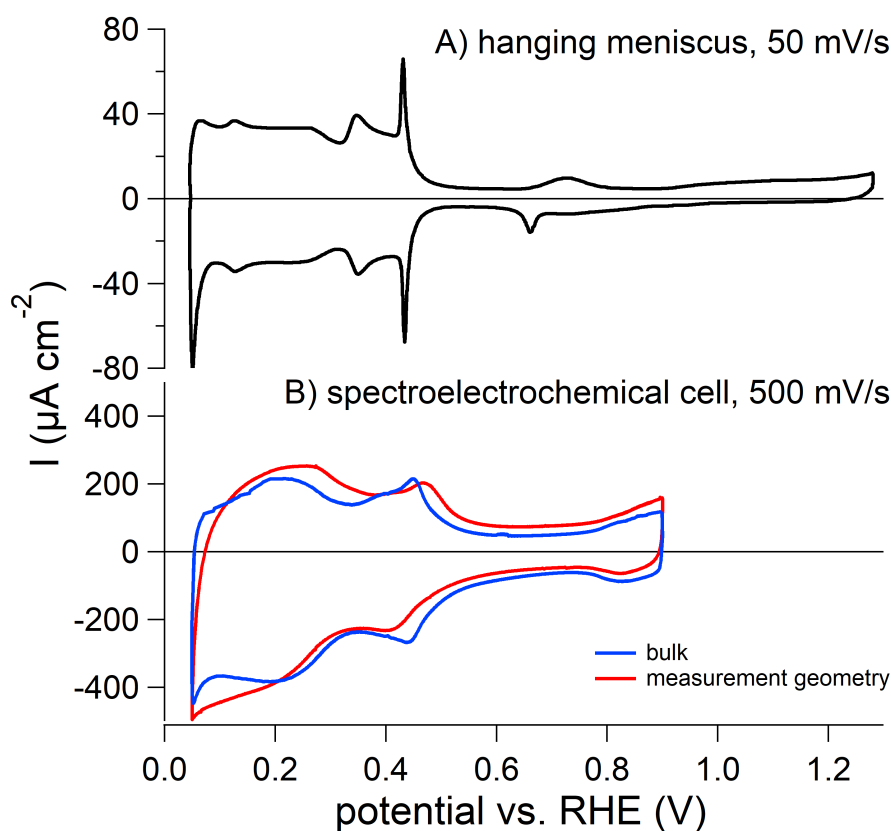 A) hanging meniscus, 50 mV/s
80
40
0
-40
-80
I (µA cm-2)
B) spectroelectrochemical cell, 500 mV/s
400
200
0
-200
-400
bulk
measurement geometry
0.0 0.2 0.4 0.6 0.8 1.0 1.2
potential vs. RHE (V)